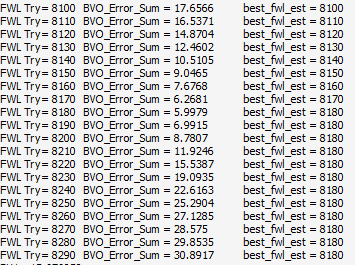 FWL Try= 8100 BVO_Error_Sum = 17.6566 best_fwl_est = 8100
FWL Try= 8110 BVO_Error_Sum = 16.5371 best_fwl_est = 8110
FWL Try= 8120 BVO_Error_Sum = 14.8704 best_fwl_est = 8120
FWL Try= 8130 BVO_Error_Sum = 12.4602 best_fwl_est = 8130
FWL Try= 8140 BVO_Error_Sum = 10.5105 best_fwl_est = 8140
FWL Try= 8150 BVO_Error_Sum = 9.0465 best_fwl_est = 8150
FWL Try= 8160 BVO_Error_Sum = 7.6768 best_fwl_est = 8160
FWL Try= 8170 BVO_Error_Sum = 6.2681 best_fwl_est = 8170
FWL Try= 8180 BVO_Error_Sum = 5.9979 best_fwl_est = 8180
FWL Try= 8190 BVO_Error_Sum = 6.9915 best_fwl_est = 8180
FWL Try= 8200 BVO_Error_Sum = 8.7807 best_fwl_est = 8180
FWL Try= 8210 BVO_Error_Sum = 11.9246 best_fwl_est = 8180
FWL Try= 8220 BVO_Error_Sum = 15.5387 best_fwl_est = 8180
FWL Try= 8230 BVO_Error_Sum = 19.0935 best_fwl_est = 8180
FWL Try= 8240 BVO_Error_Sum = 22.6163 best_fwl_est = 8180
FWL Try= 8250 BVO_Error_Sum = 25.2904 best_fwl_est = 8180
FWL Try= 8260 BVO_Error_Sum = 27.1285 best_fwl_est = 8180
FWL Try= 8270 BVO_Error_Sum = 28.575 best_fwl_est = 8180
FWL Try= 8280 BVO_Error_Sum = 29.8535 best_fwl_est = 8180
FWL Try= 8290 BVO_Error_Sum = 30.8917 best_fwl_est = 8180